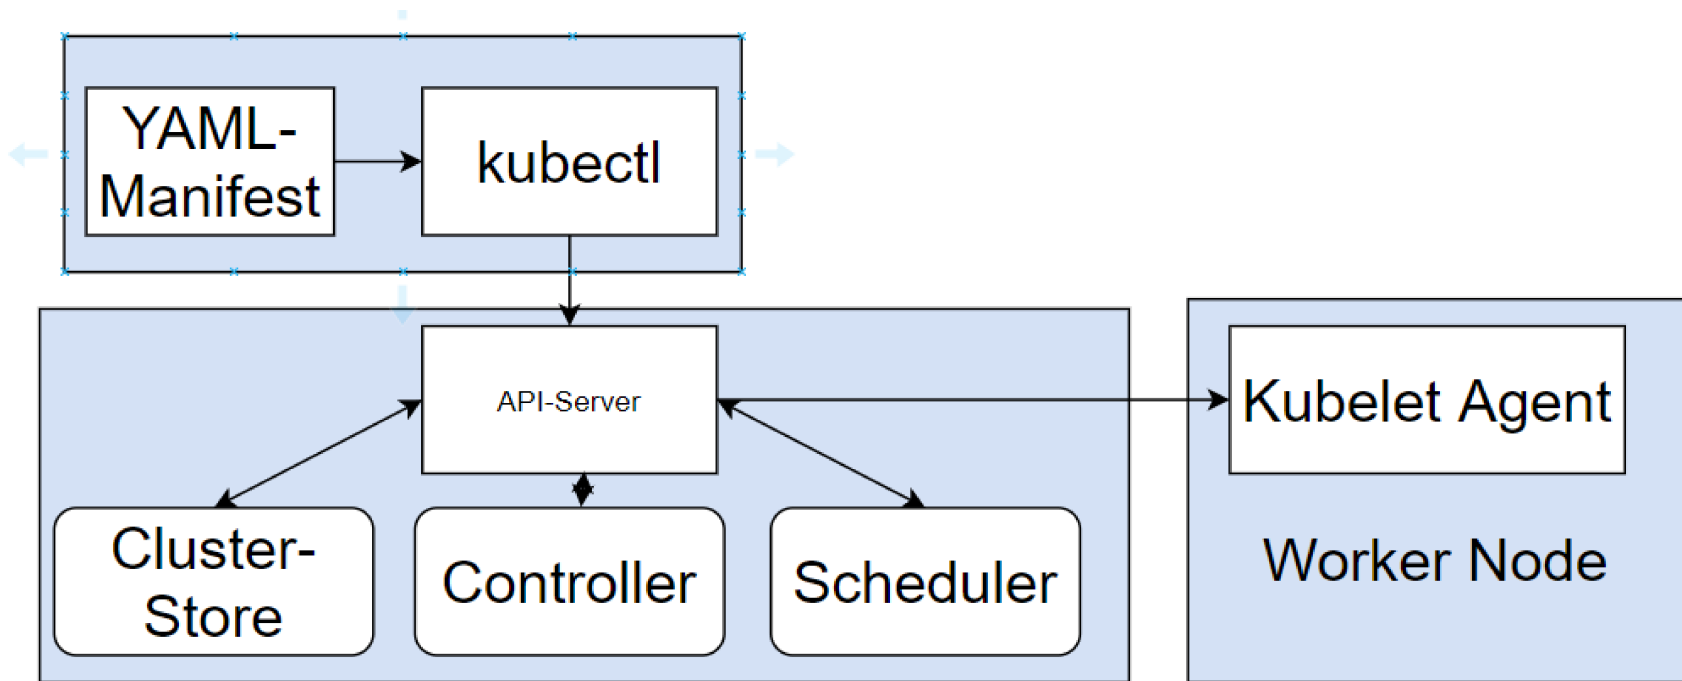 YAML-
Manifest
kubectl
API-Server
Kubelet Agent
Cluster-
Store
Controller
Scheduler
Worker Node